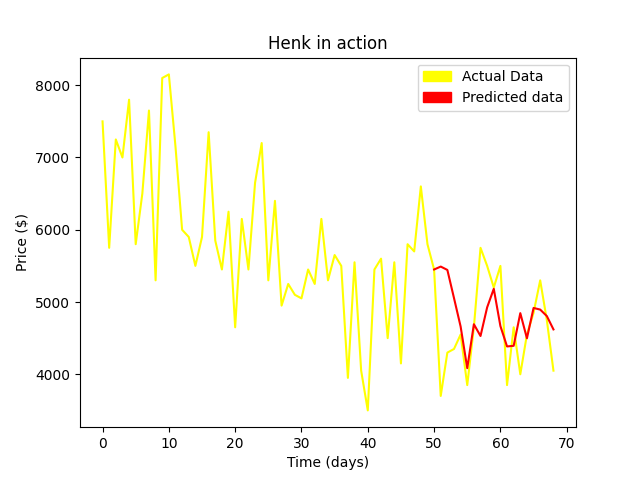 Henk in action
Actual Data
Predicted data
Price ($)
8000
7000
6000
5000
4000
0 10 20 30 40 50 60 70
Time (days)